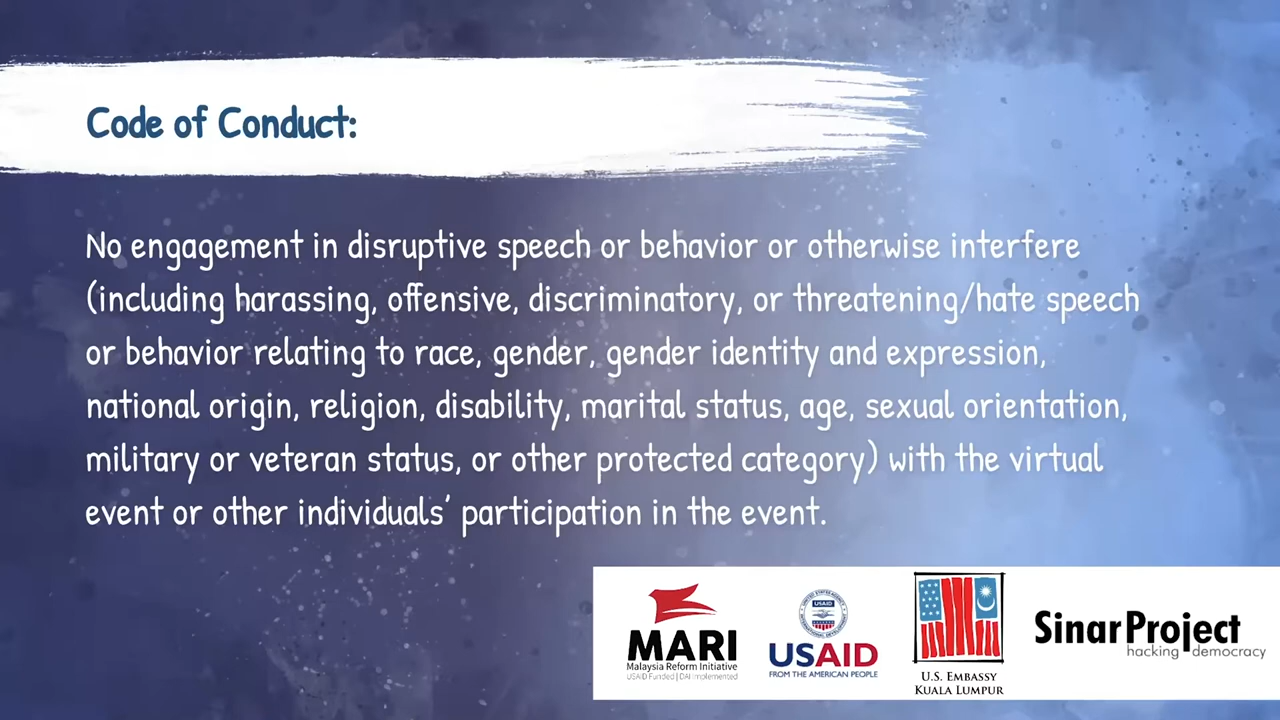 Code of Conduct:
No engagement in disruptive speech or behavior or otherwise interfere
(including harassing, offensive, discriminatory, or threatening/hate speech
or behavior relating to race, gender, gender identity and expression,
national origin, religion, disability, marital status, age, sexual orientation,
military or veteran status, or other protected category) with the virtual
event or other individuals’ participation in the event.
MARI
Malaysia Reform Initiative
USAID Funded | DAI Implemented
USAID
USAID
FROM THE AMERICAN PEOPLE
U.S. EMBASSY
KUALA LUMPUR
SinarProject
hacking democracy